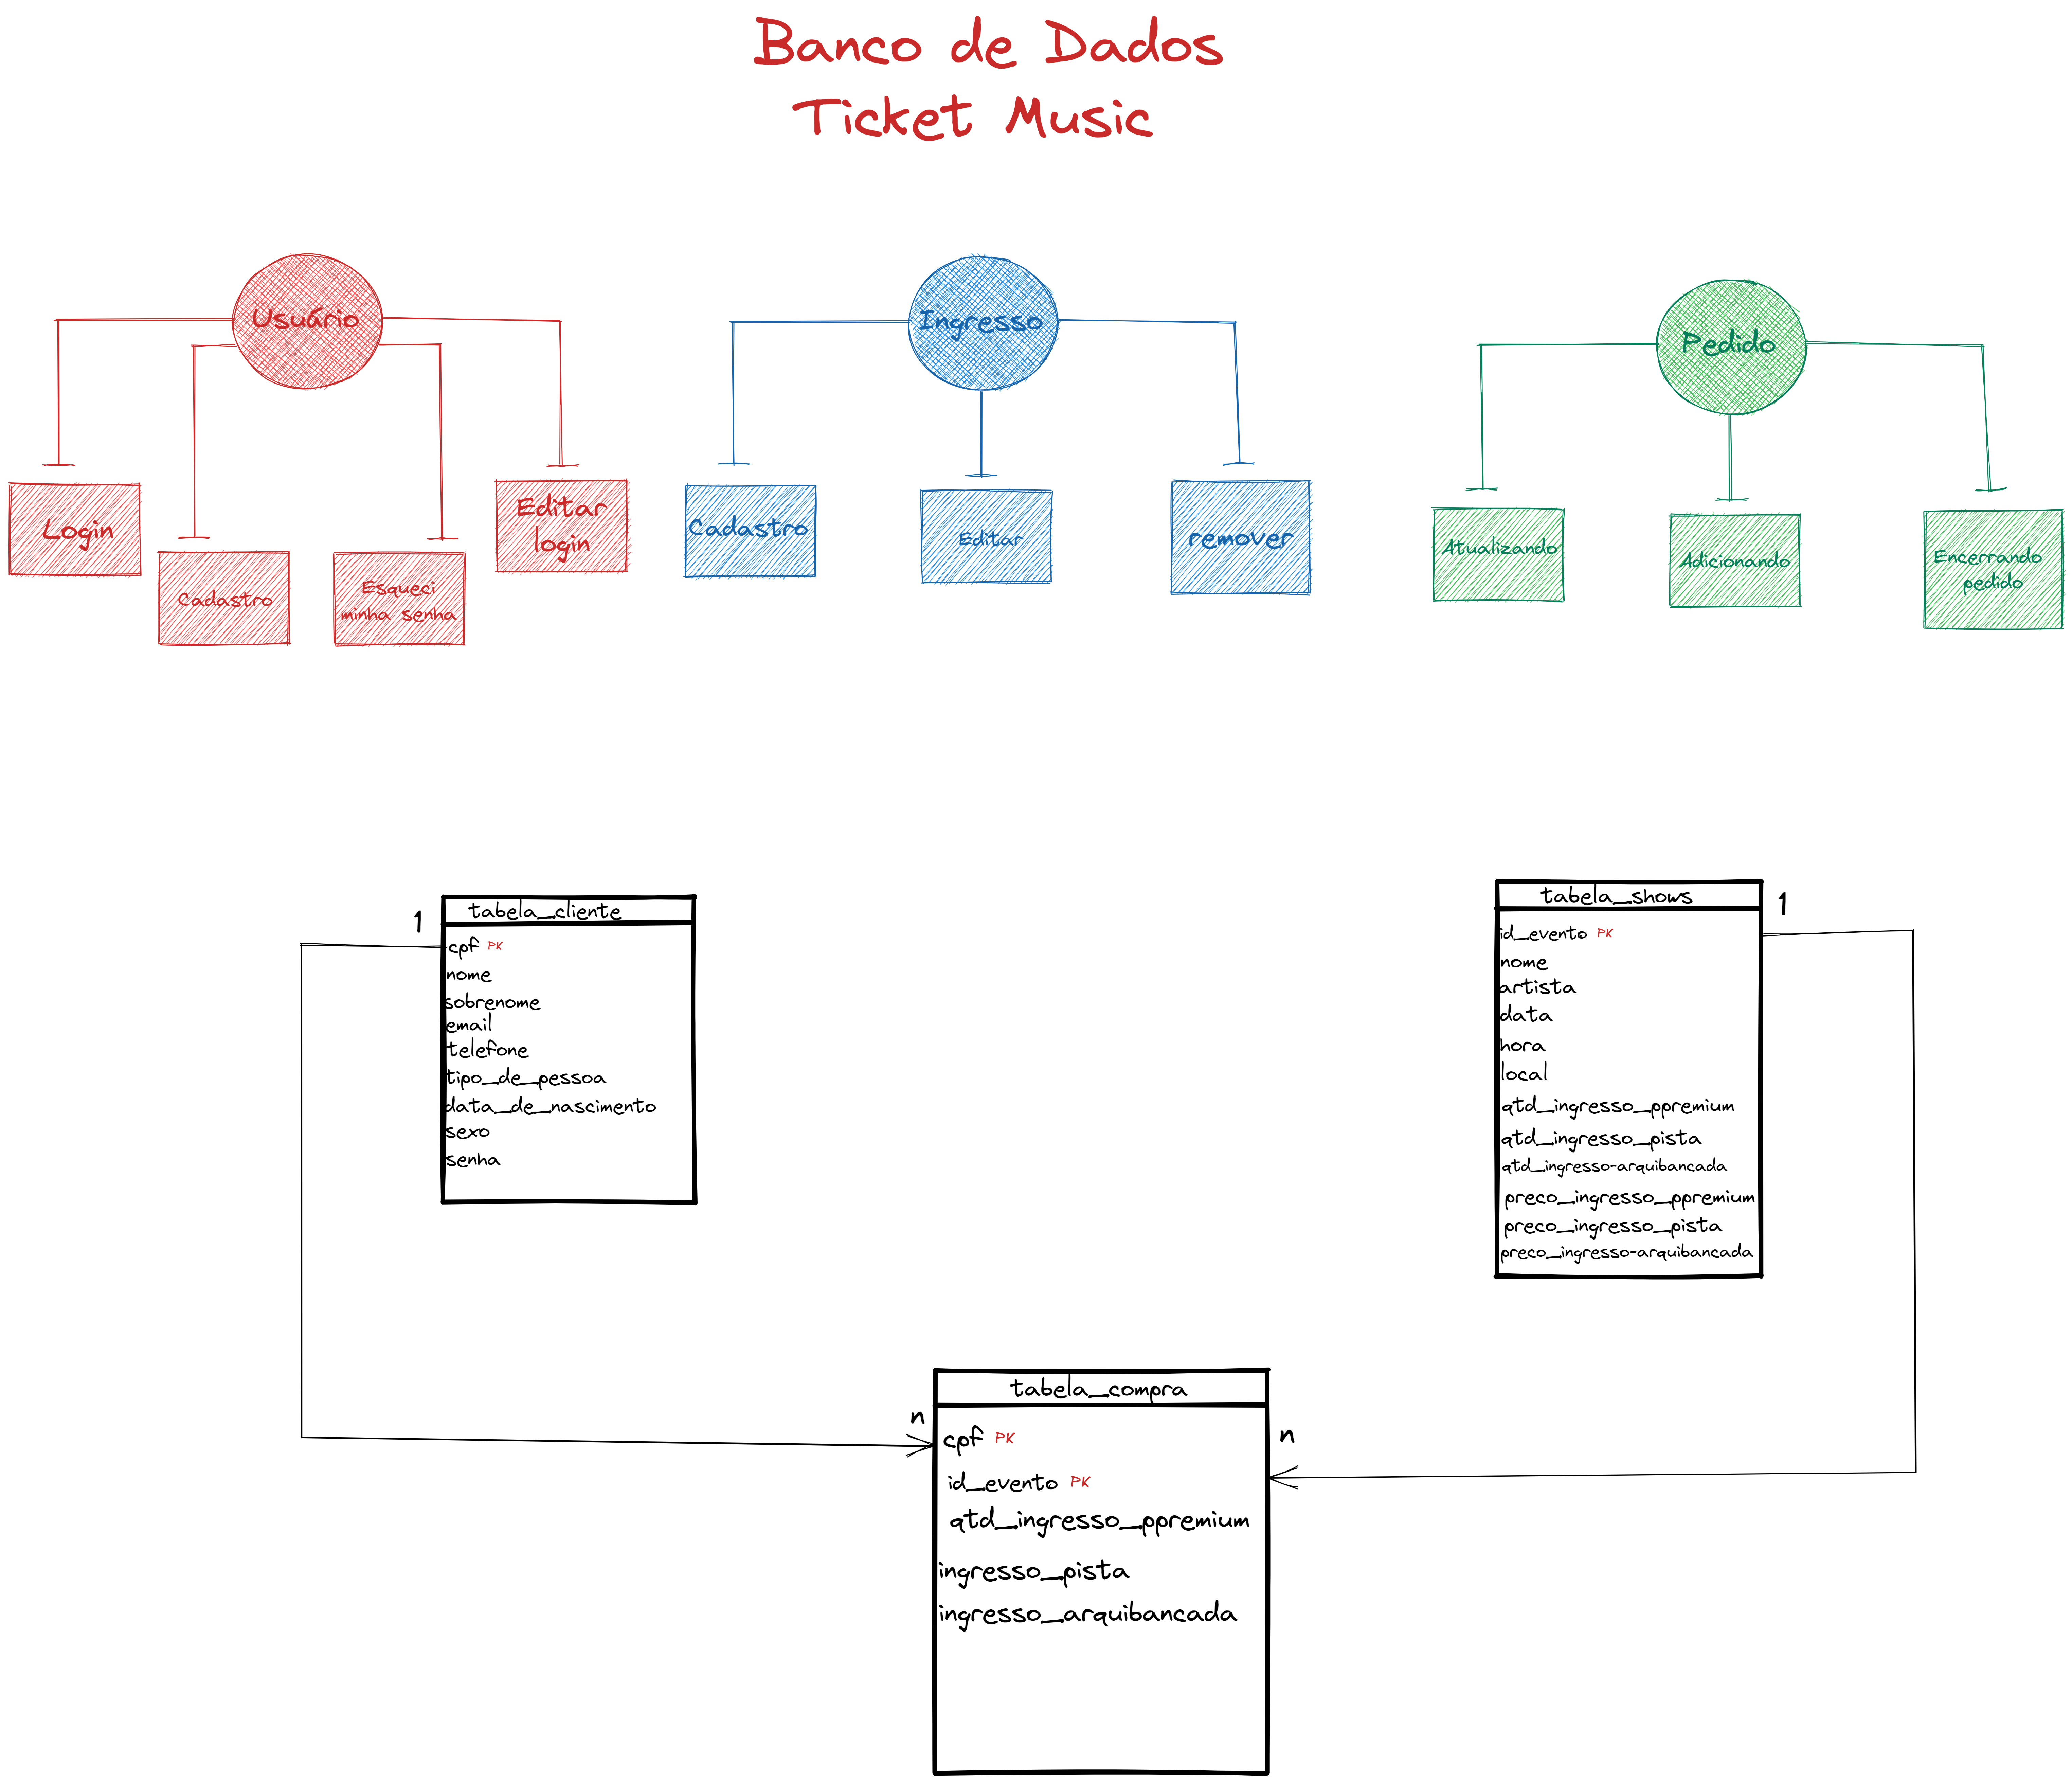 Banco de Dados
Ticket Music
Usuário
Login
Cadastro
Esqueci
minha senha
Editar
login
Ingresso
Cadastro
Editar
remover
Pedido
Atualizando
Adicionando
Encerrando
pedido
1
tabela_cliente
cpf PK
nome
sobrenome
email
telefone
tipo_de_pessoa
data_de_nascimento
sexo
senha
tabela_shows
1
id_evento PK
nome
artista
data
hora
local
qtd_ingresso_ppremium
qtd_ingresso_pista
qtd_ingresso-arquibancada
preco_ingresso_ppremium
preco_ingresso_pista
preco_ingresso-arquibancada
tabela_compra
n
n
cpf PK
id_evento PK
qtd_ingresso_ppremium
ingresso_pista
ingresso_arquibancada